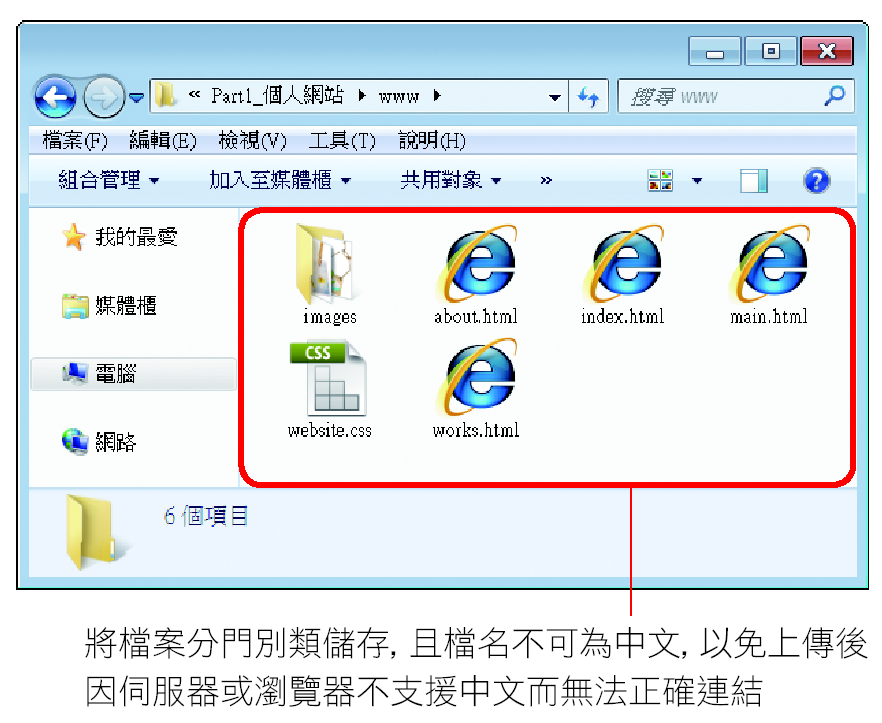 « Part1_個人網站 ▸ www ▸ 搜尋 www
檔案(F) 編輯(E) 檢視(V) 工具(T) 說明(H)
組合管理 加入至媒體櫃 共用對象 »
我的最愛
媒體櫃
電腦
網路
images about.html index.html main.html
CSS
website.css works.html
6 個項目
將檔案分門別類儲存, 且檔名不可為中文, 以免上傳後
因伺服器或瀏覽器不支援中文而無法正確連結